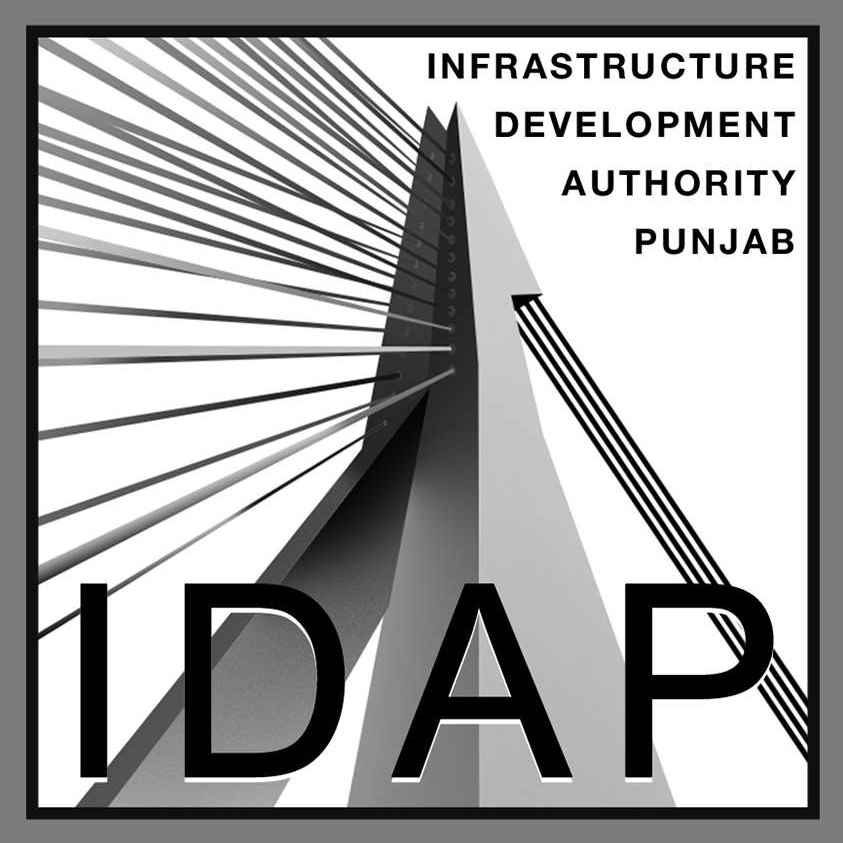 INFRASTRUCTURE
DEVELOPMENT
AUTHORITY
PUNJAB
IDAP